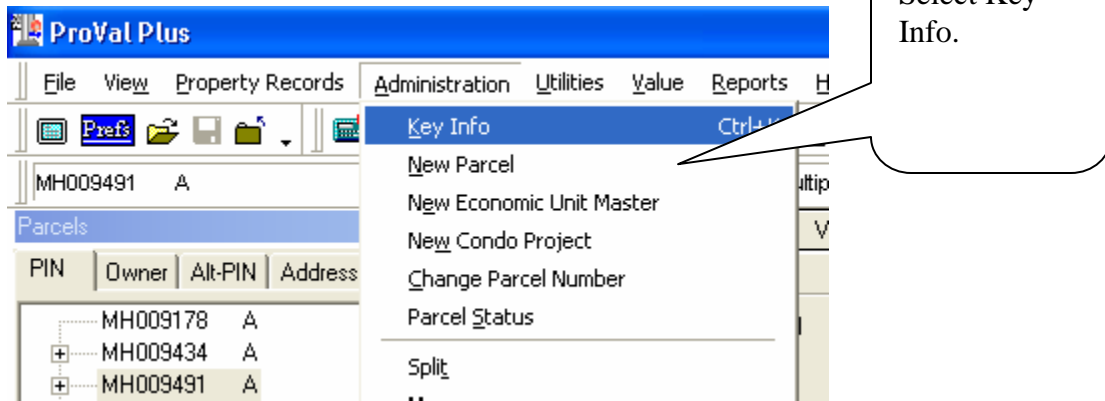 Select Key
Info.
ProVal Plus
File View Property Records Administration Utilities Value Reports
Prefs
Key Info
New Parcel
MH009491 A
New Economic Unit Master
Parcels
New Condo Project
PIN Owner Alt-PIN Address
Change Parcel Number
MH009178 A
Parcel Status
MH009434 A
Split
MH009491 A